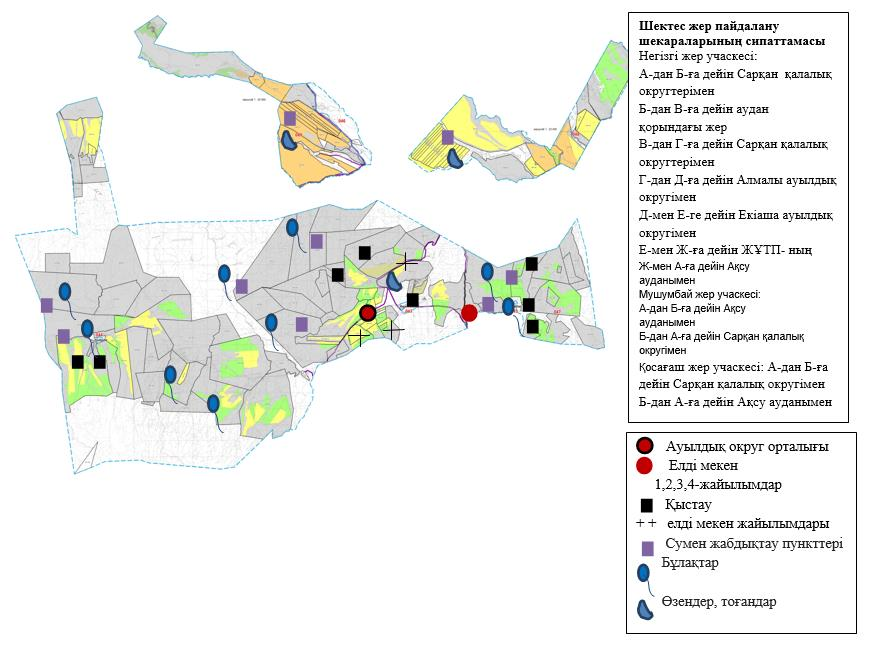 Шектес жер пайдалану
шекараларының сипаттамасы
Негізгі жер учаскесі:
А-дан Б-ға дейін Сарқан қалалық
округтерімен
Б-дан В-ға дейін аудан
қорындағы жер
В-дан Г-ға дейін Сарқан қалалық
округтерімен
Г-дан Д-ға дейін Алмалы ауылдық
округімен
Д-мен Е-ге дейін Екіаша ауылдық
округімен
Е-мен Ж-ға дейін ЖҰТП- ның
Ж-мен А-ға дейін Ақсу
ауданымен
Мушумбай жер учаскесі:
А-дан Б-ға дейін Ақсу
ауданымен
Б-дан А-ға дейін Сарқан қалалық
округімен
Қосағаш жер учаскесі: А-дан Б-ға
дейін Сарқан қалалық округімен
Б-дан А-ға дейін Ақсу ауданымен
Ауылдық округ орталығы
Елді мекен
1,2,3,4-жайылымдар
Қыстау
+ + елді мекен жайылымдары
Сумен жабдықтау пункттері
Бұлақтар
Өзендер, тоғандар